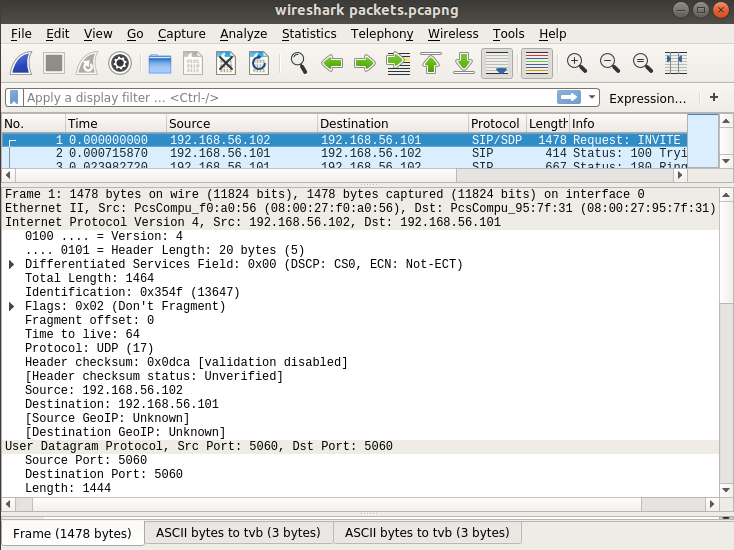 wireshark packets.pcapng
File Edit View Go Capture Analyze Statistics Telephony Wireless Tools Help
Apply a display filter ... <Ctrl-/> Expression... +
No. Time Source Destination Protocol Length Info
1 0.000000000 192.168.56.102 192.168.56.101 SIP/SDP 1478 Request: INVITE
2 0.000715870 192.168.56.101 192.168.56.102 SIP 414 Status: 100 Tryi
3 0.023982720 192.168.56.101 192.168.56.102 SIP 667 Status: 180 Ring
Frame 1: 1478 bytes on wire (11824 bits), 1478 bytes captured (11824 bits) on interface 0
Ethernet II, Src: PcsCompu_f0:a0:56 (08:00:27:f0:a0:56), Dst: PcsCompu_95:7f:31 (08:00:27:95:7f:31)
Internet Protocol Version 4, Src: 192.168.56.102, Dst: 192.168.56.101
0100 .... = Version: 4
.... 0101 = Header Length: 20 bytes (5)
Differentiated Services Field: 0x00 (DSCP: CS0, ECN: Not-ECT)
Total Length: 1464
Identification: 0x354f (13647)
Flags: 0x02 (Don't Fragment)
Fragment offset: 0
Time to live: 64
Protocol: UDP (17)
Header checksum: 0x0dca [validation disabled]
[Header checksum status: Unverified]
Source: 192.168.56.102
Destination: 192.168.56.101
[Source GeoIP: Unknown]
[Destination GeoIP: Unknown]
User Datagram Protocol, Src Port: 5060, Dst Port: 5060
Source Port: 5060
Destination Port: 5060
Length: 1444
Frame (1478 bytes) ASCII bytes to tvb (3 bytes) ASCII bytes to tvb (3 bytes)